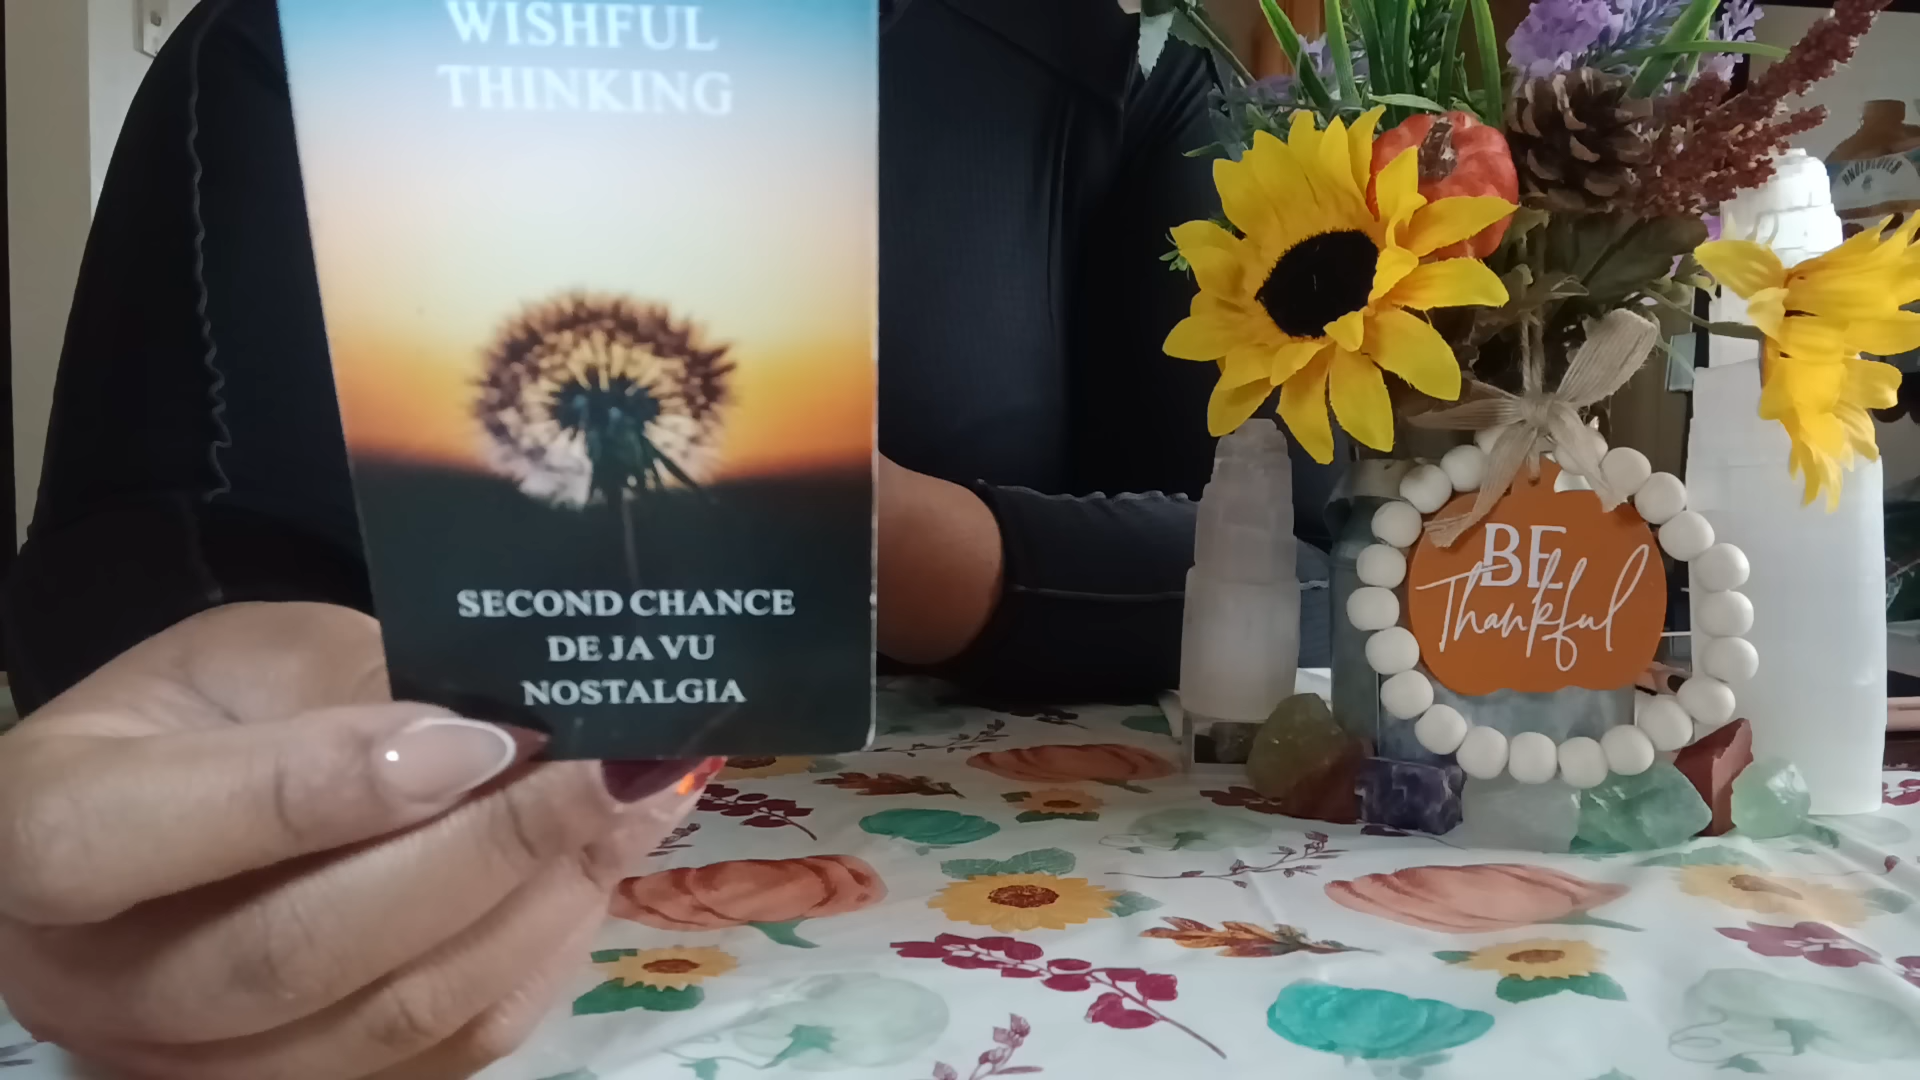 WISHFUL
THINKING
SECOND CHANCE
DE JA VU
NOSTALGIA
BE
Thankful